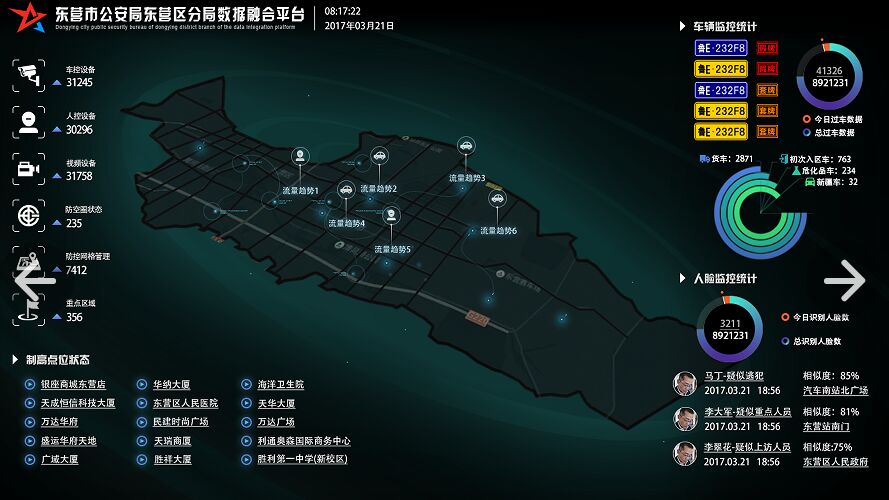 东营市公安局东营区分局数据融合平台
Dongying city public security bureau of dongying district branch of the data integration platform
08:17:22
2017年03月21日
车控设备
31245
人控设备
30296
视频设备
31758
防空圈状态
235
防控网格管理
7412
重点区域
356
流量趋势1
流量趋势2
流量趋势3
流量趋势4
流量趋势5
流量趋势6
东营西车场
S220
车辆监控统计
鲁E·232F8 假牌
鲁E·232F8 假牌
鲁E·232F8 套牌
鲁E·232F8 套牌
鲁E·232F8 套牌
41326
8921231
今日过车数据
总过车数据
货车：2871
初次入区车：763
危化品车：234
新疆车：32
人脸监控统计
3211
8921231
今日识别人脸数
总识别人脸数
马丁-疑似逃犯 相似度：85%
2017.03.21 18:56 汽车南站北广场
李大军-疑似重点人员 相似度：81%
2017.03.21 18:56 东营站南门
李翠花-疑似上访人员 相似度:75%
2017.03.21 18:56 东营区人民政府
制高点位状态
银座商城东营店 华纳大厦 海洋卫生院
天成恒信科技大厦 东营区人民医院 天华大厦
万达华府 民建时尚广场 万达广场
盛运华府天地 天瑞商厦 利通奥森国际商务中心
广城大厦 胜祥大厦 胜利第一中学(新校区)